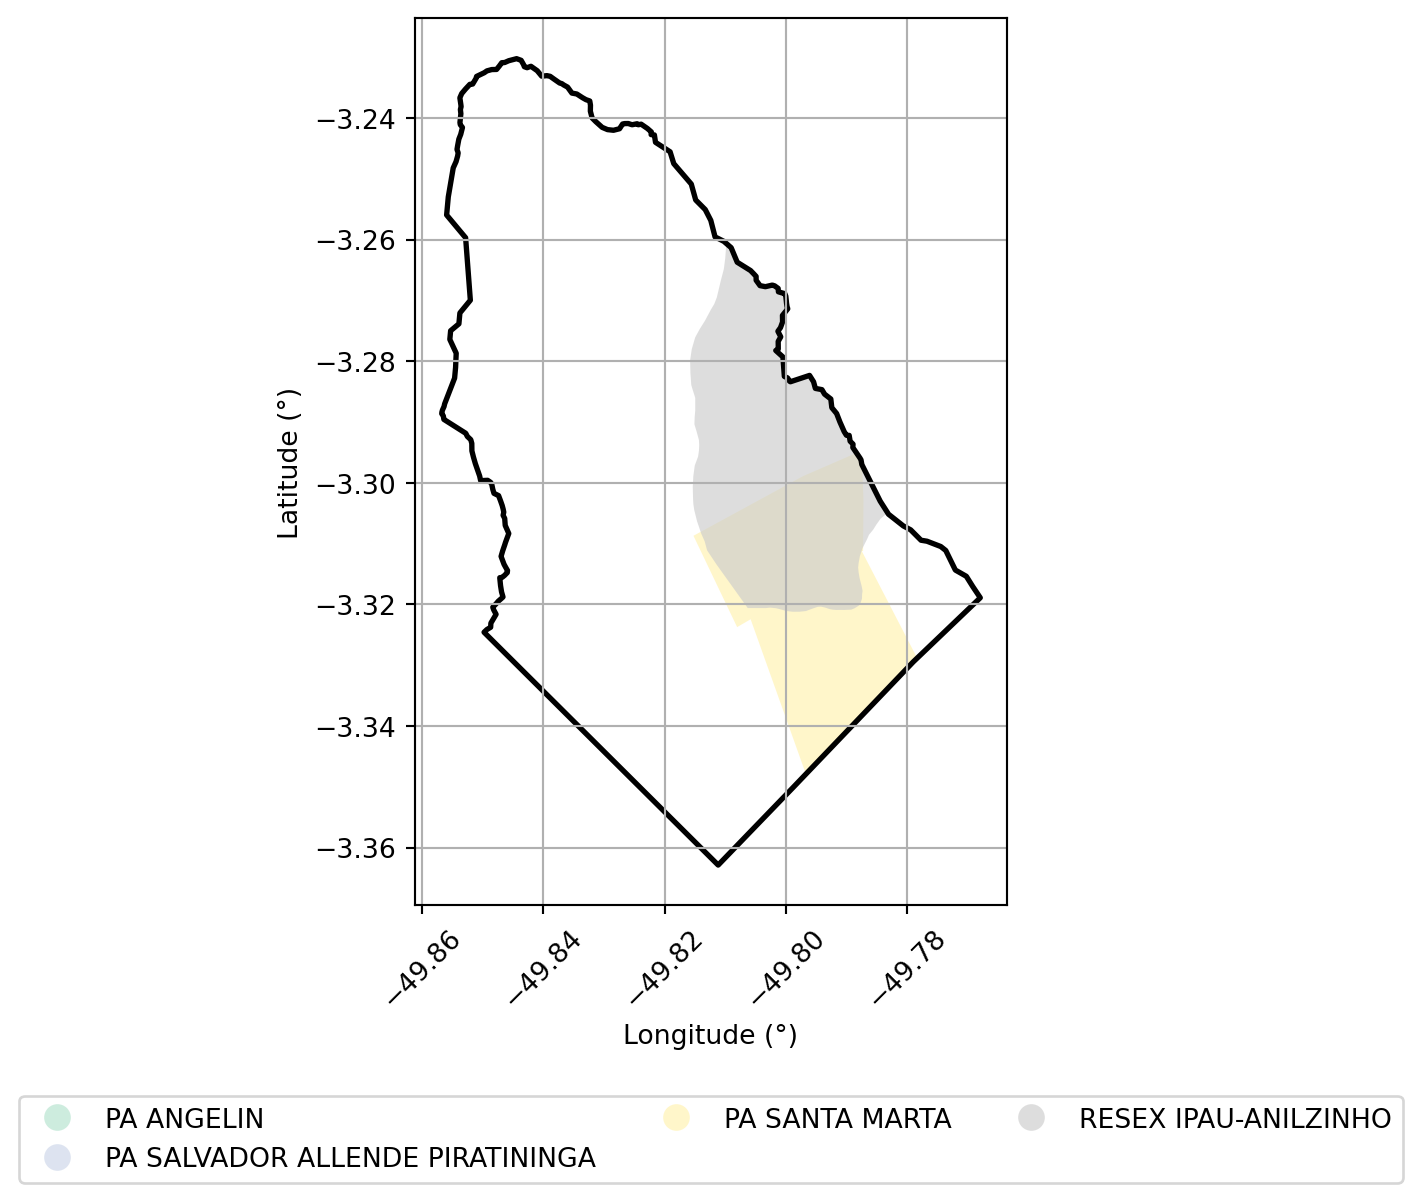 −3.24
−3.26
−3.28
−3.30
−3.32
−3.34
−3.36
Latitude (°)
−49.86
−49.84
−49.82
−49.80
−49.78
Longitude (°)
PA ANGELIN
PA SALVADOR ALLENDE PIRATININGA
PA SANTA MARTA
RESEX IPAU-ANILZINHO